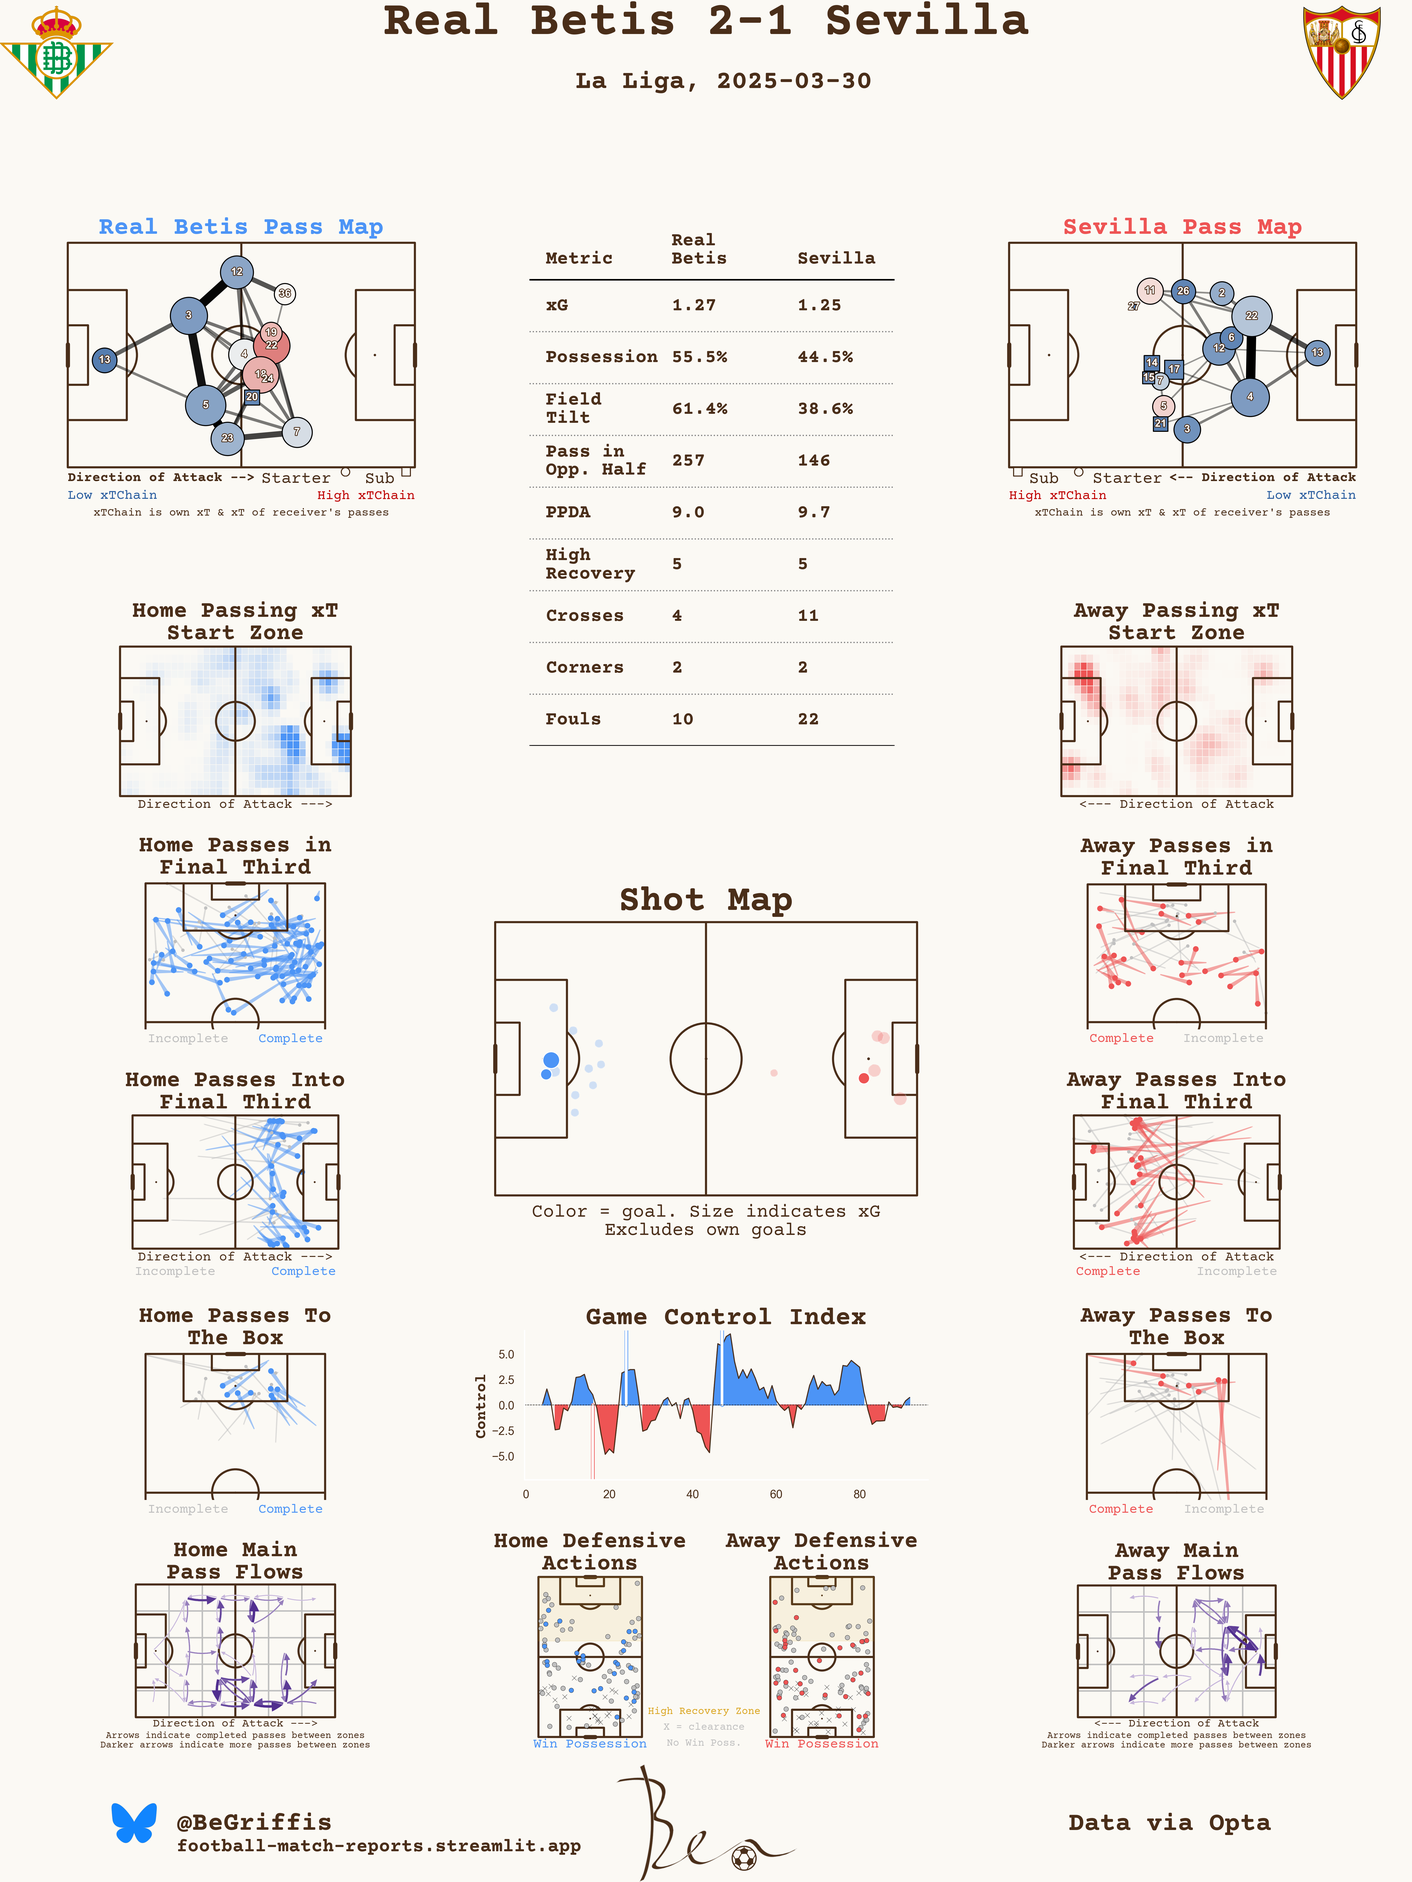 Real Betis 2-1 Sevilla
La Liga, 2025-03-30
Real Betis Pass Map
12
36
3
19
22
4
13
18
24
20
5
7
23
Direction of Attack --> Starter Sub
Low xTChain High xTChain
xTChain is own xT & xT of receiver's passes
Metric Real Betis Sevilla
xG 1.27 1.25
Possession 55.5% 44.5%
Field Tilt 61.4% 38.6%
Pass in Opp. Half 257 146
PPDA 9.0 9.7
High Recovery 5 5
Crosses 4 11
Corners 2 2
Fouls 10 22
Sevilla Pass Map
11
26
2
27
22
6
12
13
14
17
15
7
4
5
21
3
Sub Starter <-- Direction of Attack
High xTChain Low xTChain
xTChain is own xT & xT of receiver's passes
Home Passing xT
Start Zone
Direction of Attack --->
Away Passing xT
Start Zone
<--- Direction of Attack
Home Passes in
Final Third
Incomplete Complete
Away Passes in
Final Third
Complete Incomplete
Shot Map
Color = goal. Size indicates xG
Excludes own goals
Home Passes Into
Final Third
Direction of Attack --->
Incomplete Complete
Away Passes Into
Final Third
<--- Direction of Attack
Complete Incomplete
Home Passes To
The Box
Incomplete Complete
Game Control Index
Control
5.0
2.5
0.0
−2.5
−5.0
0 20 40 60 80
Away Passes To
The Box
Complete Incomplete
Home Main
Pass Flows
Direction of Attack --->
Arrows indicate completed passes between zones
Darker arrows indicate more passes between zones
Home Defensive
Actions
Win Possession
Away Defensive
Actions
Win Possession
High Recovery Zone
X = clearance
No Win Poss.
Away Main
Pass Flows
<--- Direction of Attack
Arrows indicate completed passes between zones
Darker arrows indicate more passes between zones
@BeGriffis
football-match-reports.streamlit.app
Ben
Data via Opta